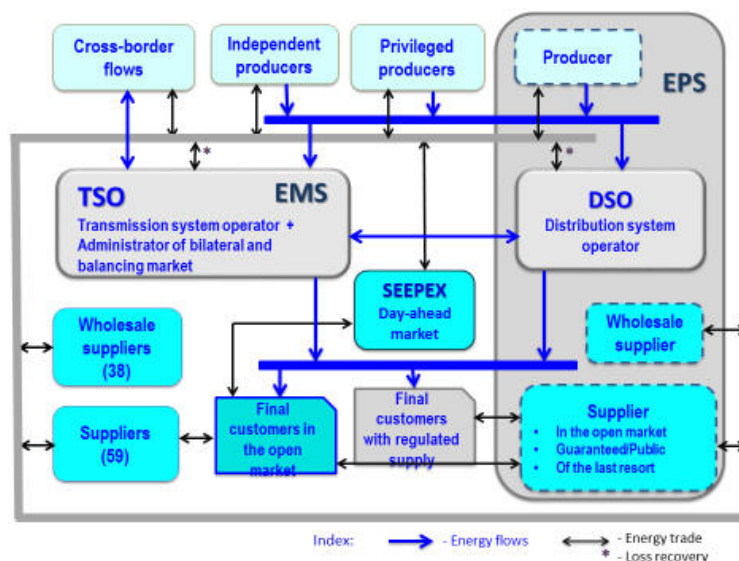 Cross-border
flows
Independent
producers
Privileged
producers
Producer
EPS
*
*
TSO
EMS
Transmission system operator +
Administrator of bilateral and
balancing market
DSO
Distribution system
operator
SEEPEX
Day-ahead
market
Wholesale
suppliers
(38)
Wholesale
supplier
Suppliers
(59)
Final
customers in
the open
market
Final
customers
with regulated
supply
Supplier
• In the open market
• Guaranteed/Public
• Of the last resort
Index:
- Energy flows
- Energy trade
* - Loss recovery